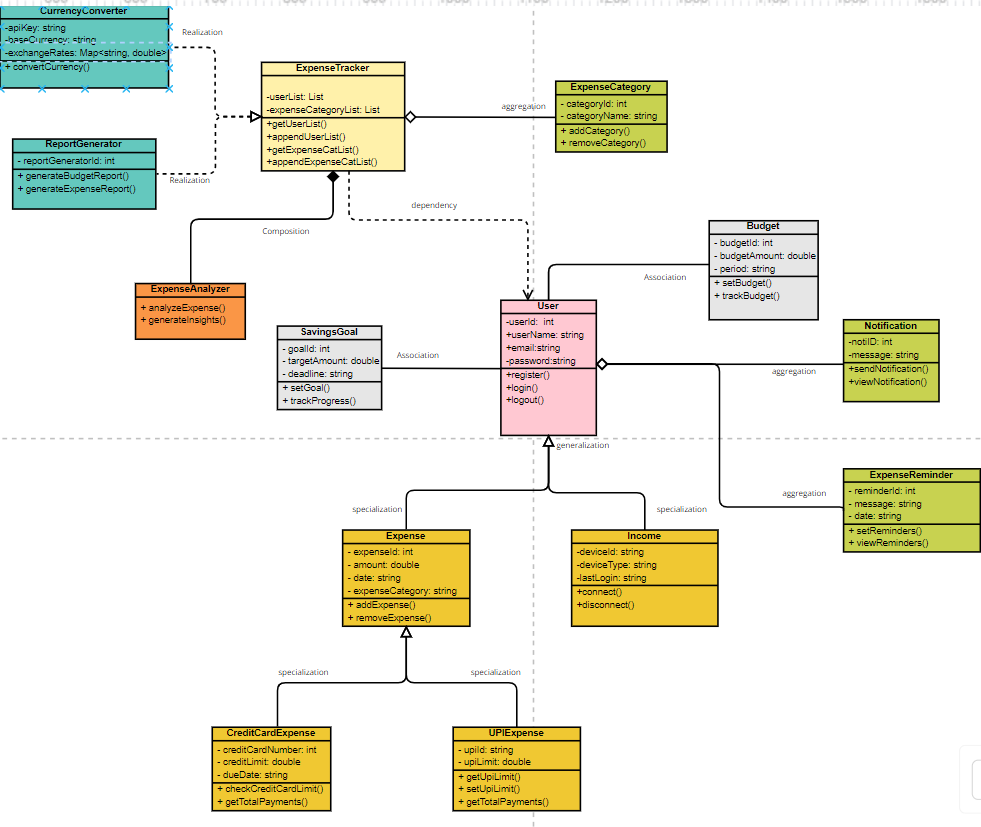 CurrencyConverter
-apiKey: string
-baseCurrency: string
-exchangeRates: Map<string, double>
+ convertCurrency()
Realization
ExpenseTracker
-userList: List
-expenseCategoryList: List
+getUserList()
+appendUserList()
+getExpenseCatList()
+appendExpenseCatList()
aggregation
ExpenseCategory
- categoryId: int
- categoryName: string
+ addCategory()
+ removeCategory()
ReportGenerator
- reportGeneratorId: int
+ generateBudgetReport()
+ generateExpenseReport()
Realization
dependency
Composition
Budget
- budgetId: int
- budgetAmount: double
- period: string
+ setBudget()
+ trackBudget()
Association
ExpenseAnalyzer
+ analyzeExpense()
+ generateInsights()
User
-userId: int
+userName: string
+email:string
-password:string
+register()
+login()
+logout()
SavingsGoal
- goalId: int
- targetAmount: double
- deadline: string
+ setGoal()
+ trackProgress()
Association
Notification
-notiID: int
-message: string
+sendNotification()
+viewNotification()
aggregation
generalization
ExpenseReminder
- reminderId: int
- message: string
- date: string
+ setReminders()
+ viewReminders()
aggregation
specialization
specialization
Expense
- expenseId: int
- amount: double
- date: string
- expenseCategory: string
+ addExpense()
+ removeExpense()
Income
-deviceId: string
-deviceType: string
-lastLogin: string
+connect()
+disconnect()
specialization
specialization
CreditCardExpense
- creditCardNumber: int
- creditLimit: double
- dueDate: string
+ checkCreditCardLimit()
+ getTotalPayments()
UPIExpense
- upiId: string
- upiLimit: double
+ getUpiLimit()
+ setUpiLimit()
+ getTotalPayments()